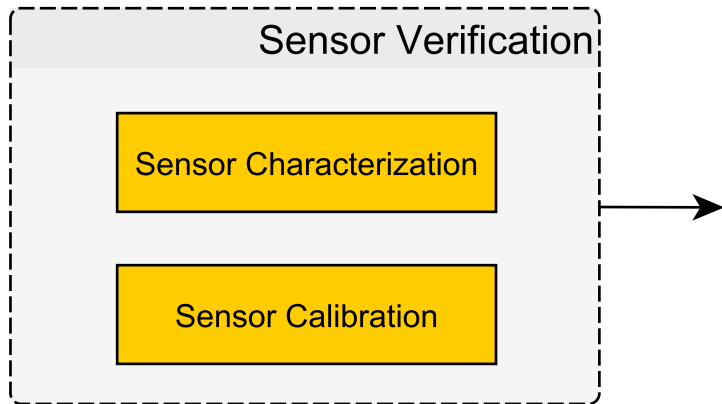 Sensor Verification
Sensor Characterization
Sensor Calibration